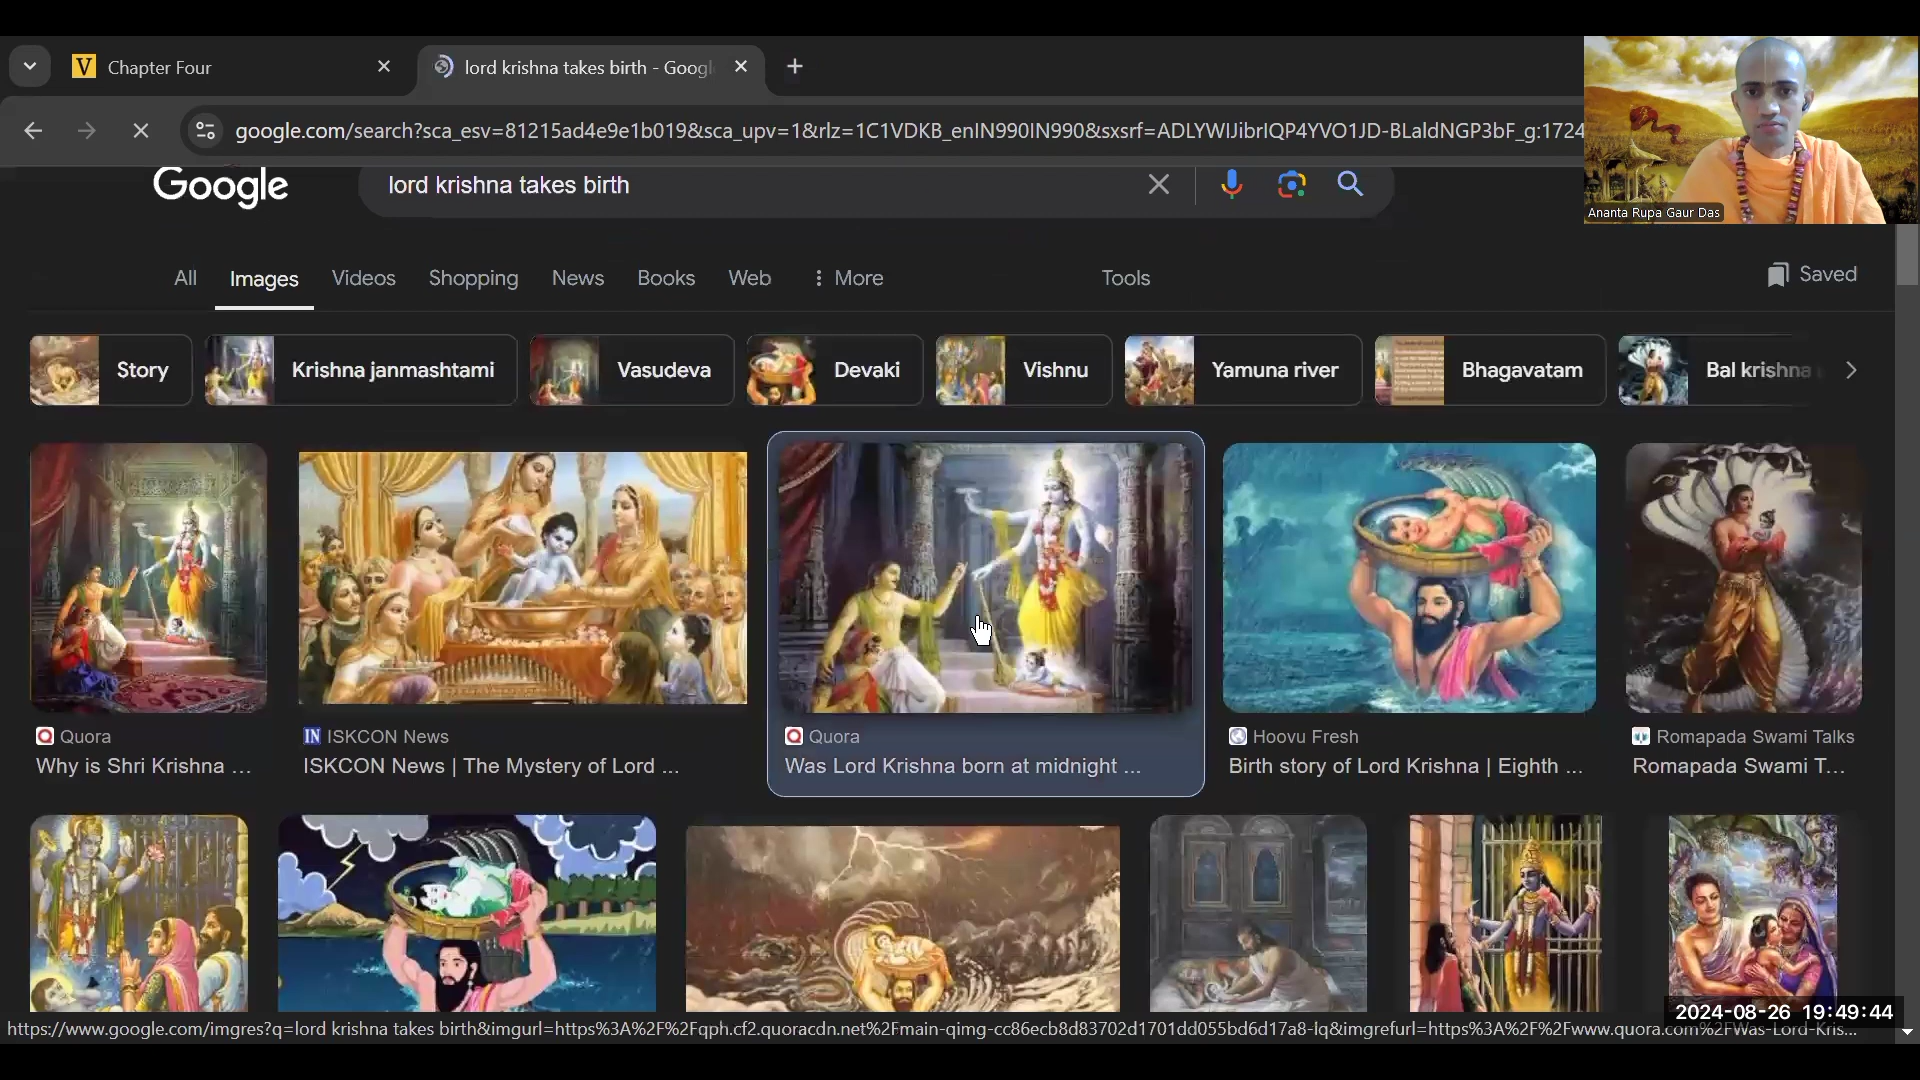 Chapter Four
lord krishna takes birth - Googl
google.com/search?sca_esv=81215ad4e9e1b019&sca_upv=1&rlz=1C1VDKB_enIN990IN990&sxsrf=ADLYWIJibrIQP4YVO1JD-BLaldNGP3bF_g:1724
Ananta Rupa Gaur Das
Google
lord krishna takes birth
All Images Videos Shopping News Books Web More Tools
Saved
Story Krishna janmashtami Vasudeva Devaki Vishnu Yamuna river Bhagavatam Bal krishna
Quora
Why is Shri Krishna ...
ISKCON News
ISKCON News | The Mystery of Lord ...
Quora
Was Lord Krishna born at midnight ...
Hoovu Fresh
Birth story of Lord Krishna | Eighth ...
Romapada Swami Talks
Romapada Swami T...
2024-08-26 19:49:44
https://www.google.com/imgres?q=lord krishna takes birth&imgurl=https%3A%2F%2Fqph.cf2.quoracdn.net%2Fmain-qimg-cc86ecb8d83702d1701dd055bd6d17a8-lq&imgrefurl=https%3A%2F%2Fwww.quora.com%2FWas-Lord-Kris...